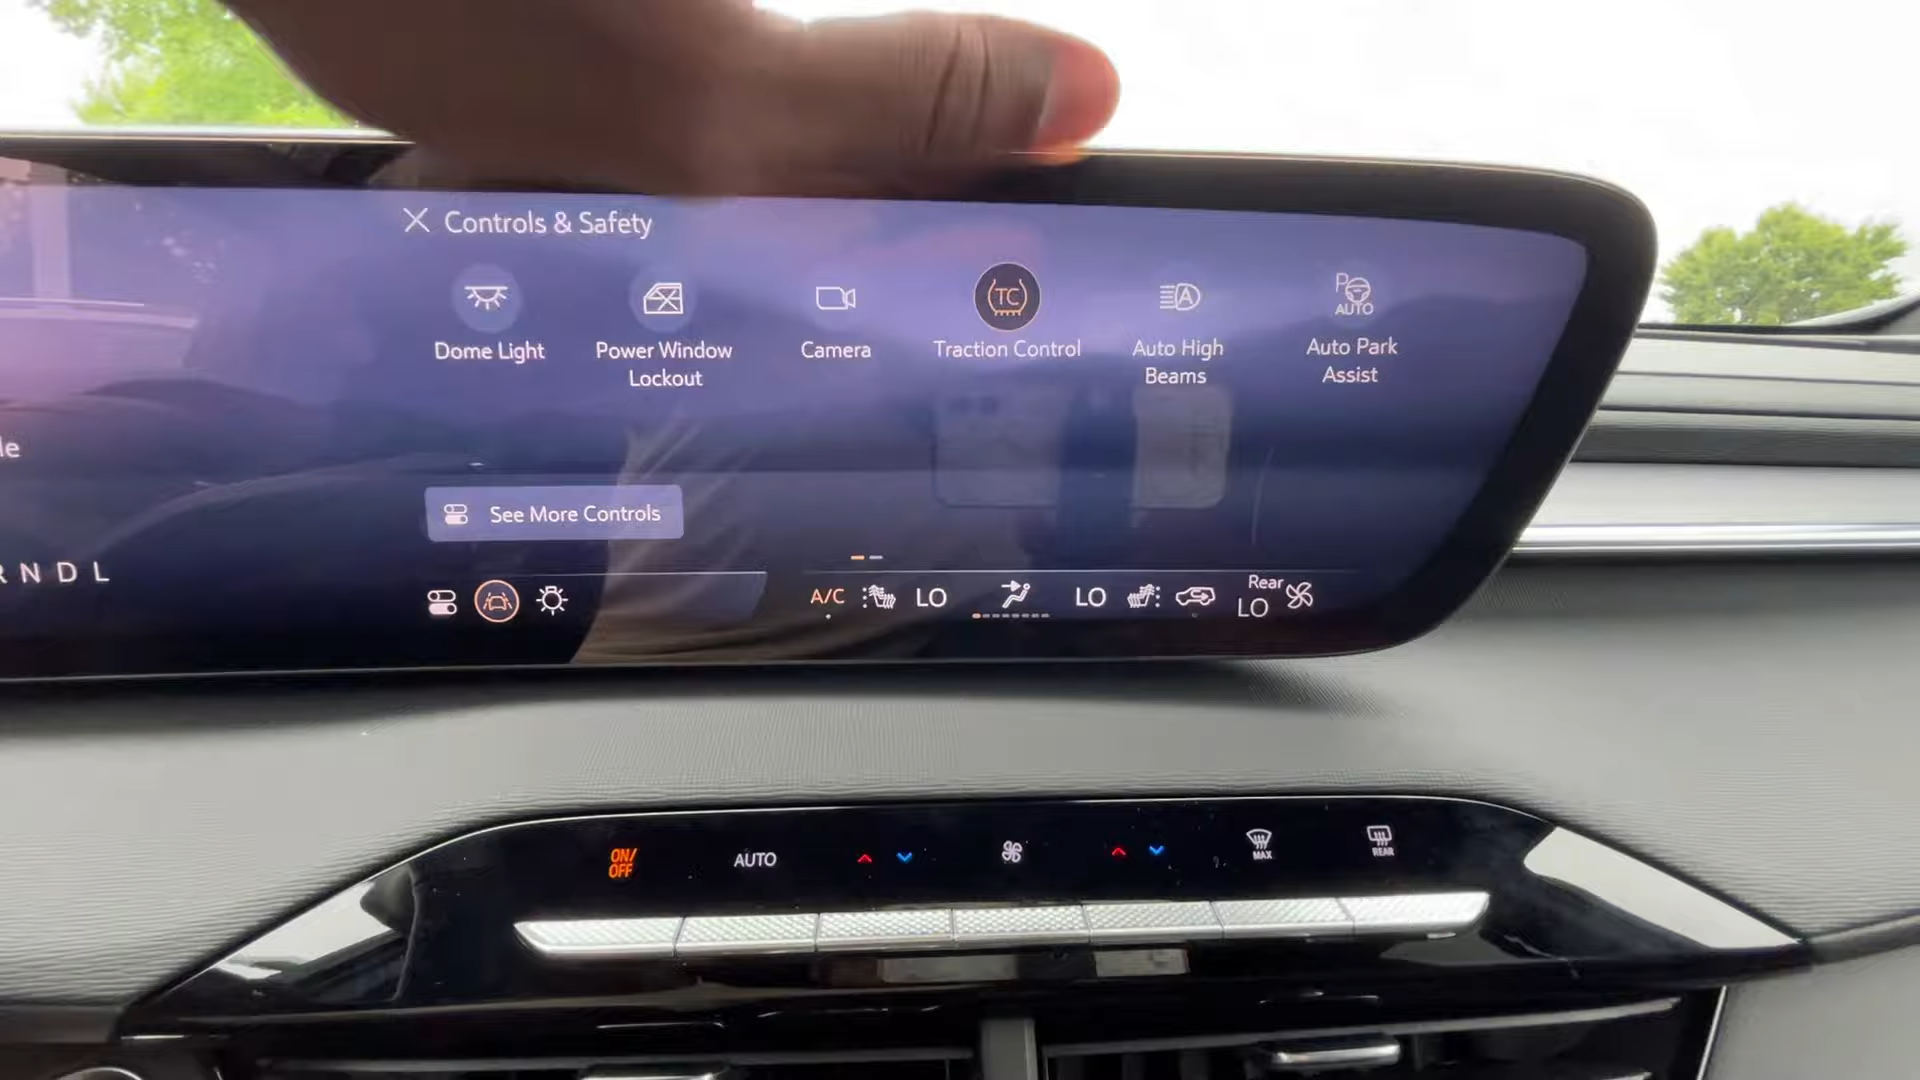 Controls & Safety
TC
A
P
AUTO
Dome Light
Power Window
Lockout
Camera
Traction Control
Auto High
Beams
Auto Park
Assist
le
See More Controls
R N D L
A/C
LO
LO
Rear
LO
ON/
OFF
AUTO
MAX
REAR